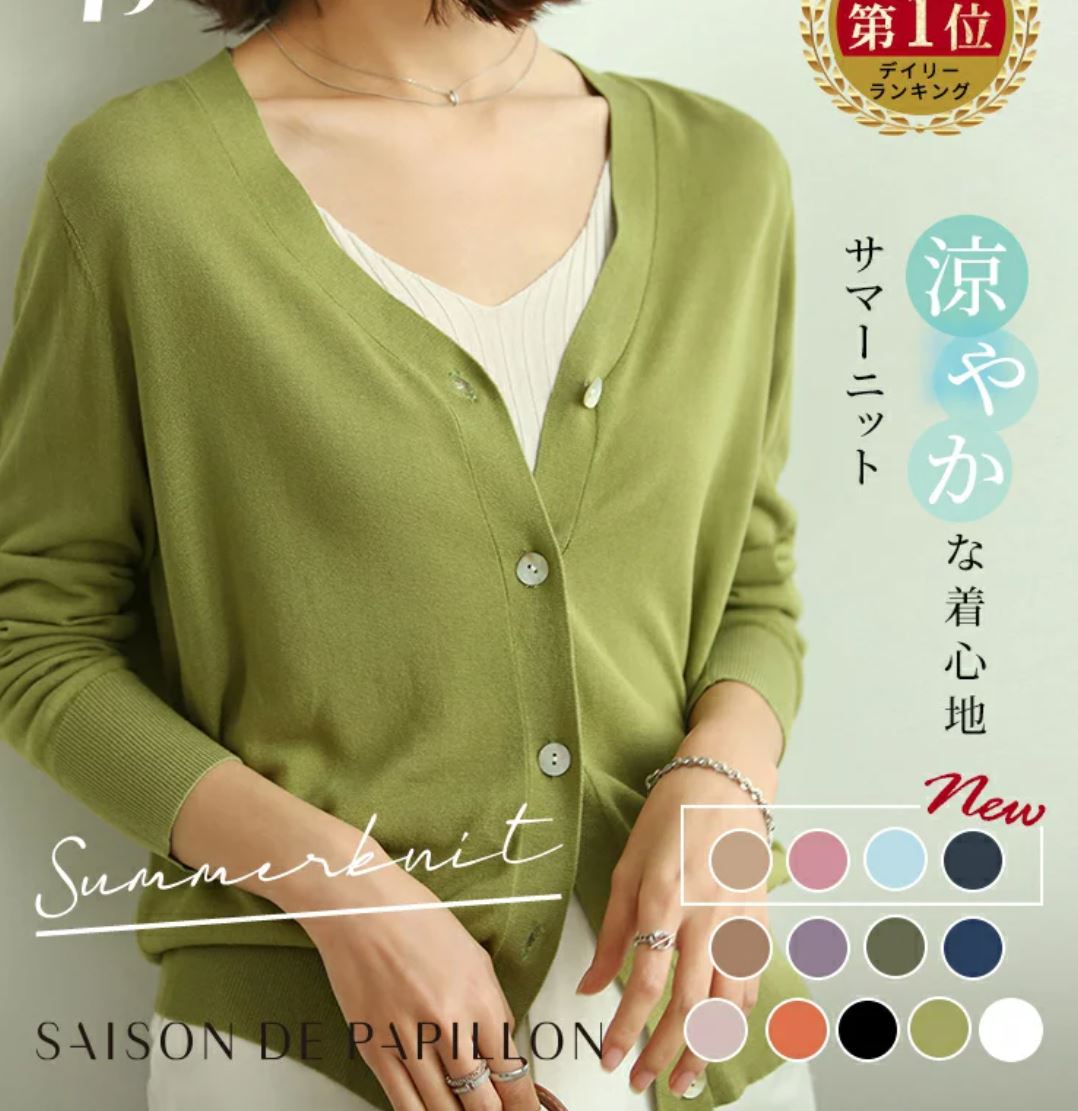 第1位
デイリー
ランキング
涼やかな着心地
サマーニット
New
Summerknit
SAISON DE PAPILLON